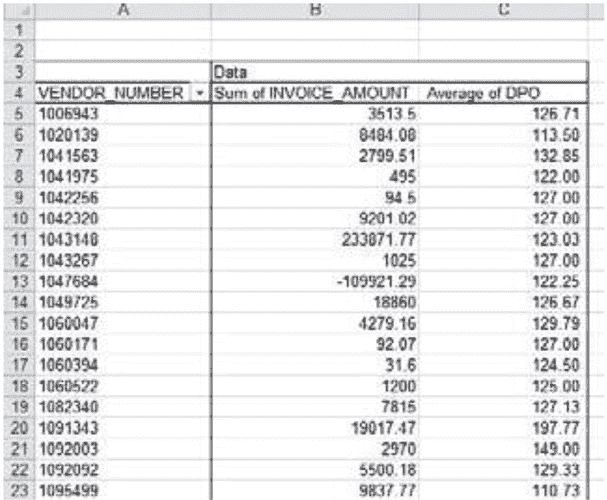 A B C
1
2
3 Data
4 VENDOR_NUMBER Sum of INVOICE_AMOUNT Average of DPO
5 1006943 3513.5 126.71
6 1020139 8484.08 113.50
7 1041563 2799.51 132.85
8 1041975 495 122.00
9 1042256 94.5 127.00
10 1042320 9201.02 127.00
11 1043148 233871.77 123.03
12 1043267 1025 127.00
13 1047684 -109921.29 122.25
14 1049725 18860 126.67
15 1060047 4279.16 129.79
16 1060171 92.07 127.00
17 1060394 31.6 124.50
18 1060522 1200 125.00
19 1082340 7815 127.13
20 1091343 19017.47 197.77
21 1092003 2970 149.00
22 1092092 5500.18 129.33
23 1095499 9837.77 110.73